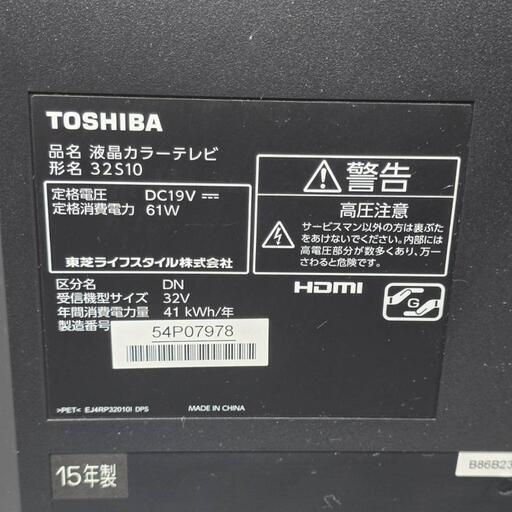 TOSHIBA
品名 液晶カラーテレビ
形名 32S10
定格電圧 DC19V ⎓
定格消費電力 61W
東芝ライフスタイル株式会社
区分名 DN
受信機型サイズ 32V
年間消費電力量 41 kWh/年
製造番号
54P07978
警告
高圧注意
サービスマン以外の方は裏ぶた
をあけないでください。内部には
高電圧部分が数多くあり、万一
さわると危険です。
HDMI
G
>PET< EJ4RP32010I DP5 MADE IN CHINA
15年製
B86B23